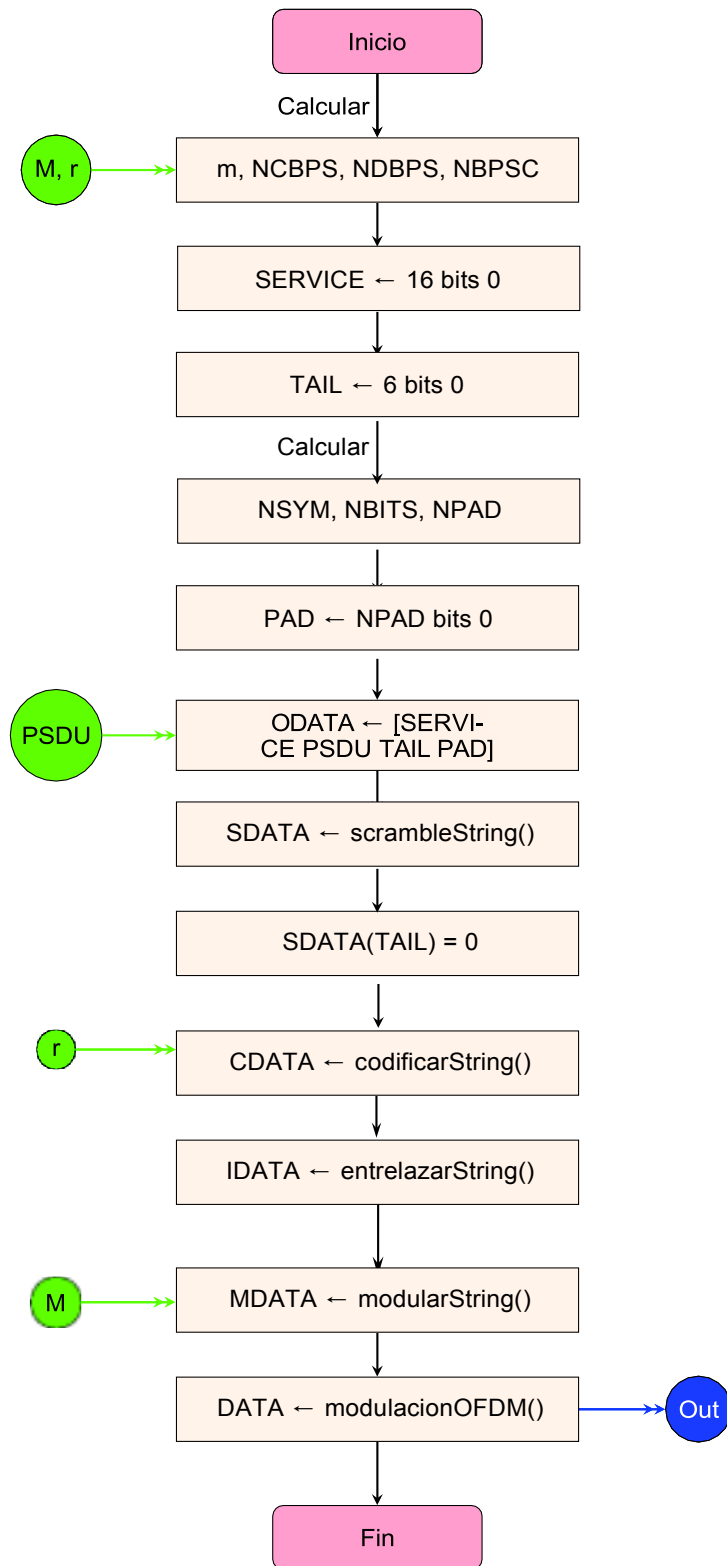 Inicio
Calcular
M, r
m, NCBPS, NDBPS, NBPSC
SERVICE ← 16 bits 0
TAIL ← 6 bits 0
Calcular
NSYM, NBITS, NPAD
PAD ← NPAD bits 0
PSDU
ODATA ← [SERVI-
CE PSDU TAIL PAD]
SDATA ← scrambleString()
SDATA(TAIL) = 0
r
CDATA ← codificarString()
IDATA ← entrelazarString()
M
MDATA ← modularString()
DATA ← modulacionOFDM()
Out
Fin